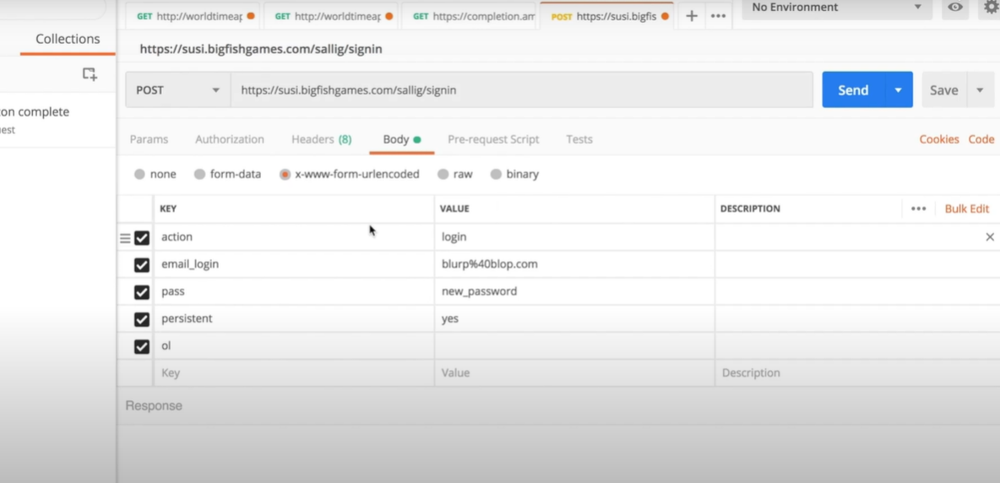 GET http://worldtimeap
GET http://worldtimeap
GET https://completion.am
POST https://susi.bigfis
+ •••
No Environment
Collections
https://susi.bigfishgames.com/sallig/signin
POST https://susi.bigfishgames.com/sallig/signin Send Save
on complete
est
Params Authorization Headers (8) Body Pre-request Script Tests Cookies Code
none form-data x-www-form-urlencoded raw binary
KEY VALUE DESCRIPTION ••• Bulk Edit
action login
email_login blurp%40blop.com
pass new_password
persistent yes
ol
Key Value Description
Response